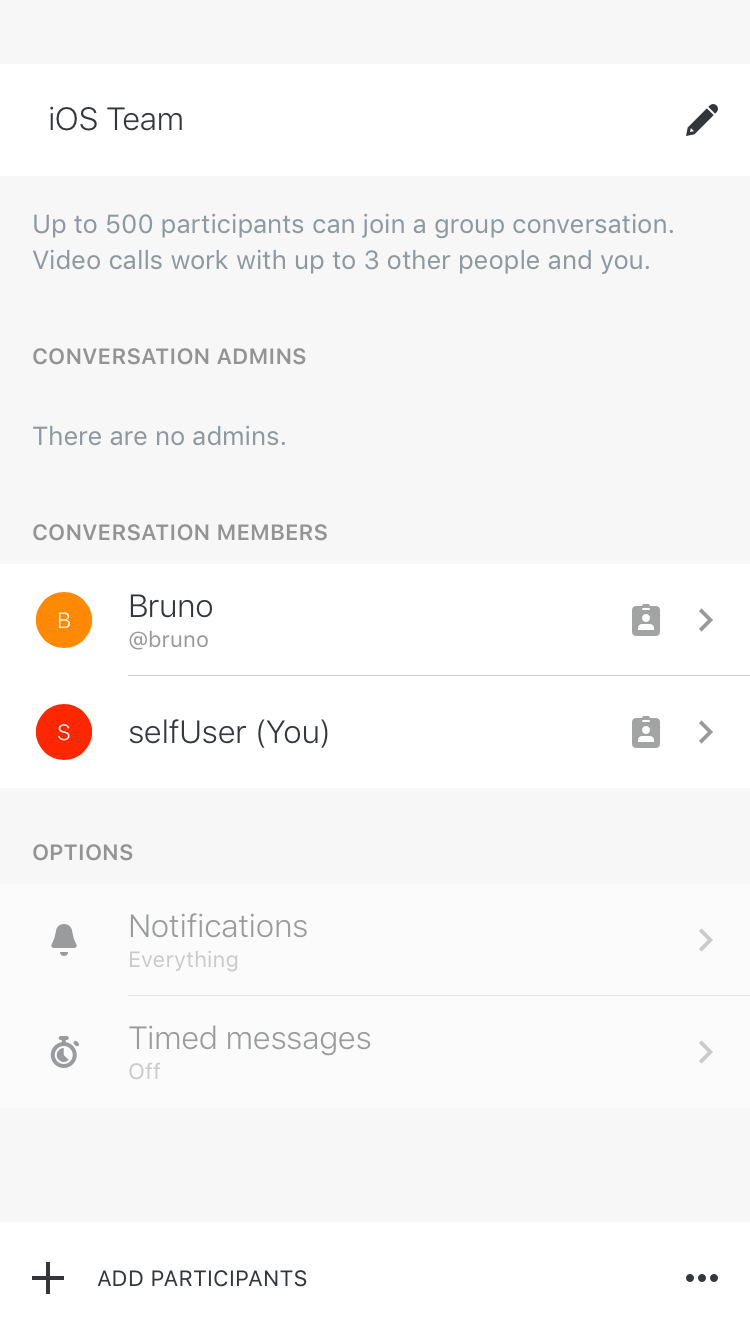 iOS Team
Up to 500 participants can join a group conversation.
Video calls work with up to 3 other people and you.
CONVERSATION ADMINS
There are no admins.
CONVERSATION MEMBERS
B
Bruno
@bruno
S
selfUser (You)
OPTIONS
Notifications
Everything
Timed messages
Off
ADD PARTICIPANTS